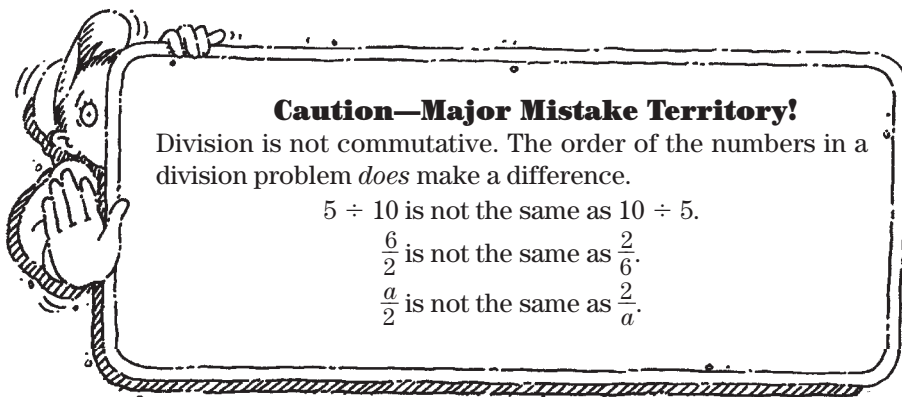 Caution—Major Mistake Territory!
Division is not commutative. The order of the numbers in a
division problem does make a difference.
5 ÷ 10 is not the same as 10 ÷ 5.
6/2 is not the same as 2/6.
a/2 is not the same as 2/a.